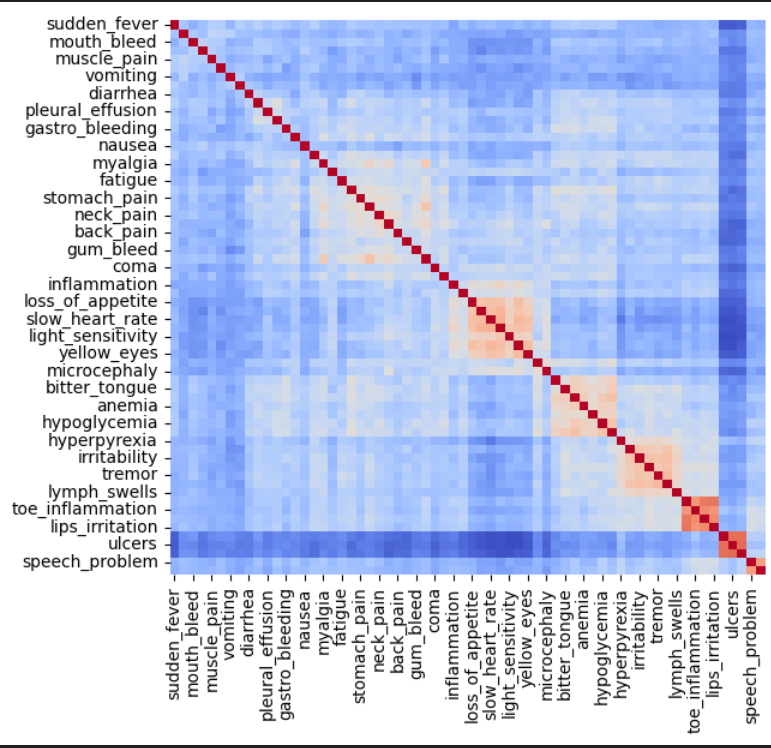 sudden_fever
mouth_bleed
muscle_pain
vomiting
diarrhea
pleural_effusion
gastro_bleeding
nausea
myalgia
fatigue
stomach_pain
neck_pain
back_pain
gum_bleed
coma
inflammation
loss_of_appetite
slow_heart_rate
light_sensitivity
yellow_eyes
microcephaly
bitter_tongue
anemia
hypoglycemia
hyperpyrexia
irritability
tremor
lymph_swells
toe_inflammation
lips_irritation
ulcers
speech_problem
sudden_fever
mouth_bleed
muscle_pain
vomiting
diarrhea
pleural_effusion
gastro_bleeding
nausea
myalgia
fatigue
stomach_pain
neck_pain
back_pain
gum_bleed
coma
inflammation
loss_of_appetite
slow_heart_rate
light_sensitivity
yellow_eyes
microcephaly
bitter_tongue
anemia
hypoglycemia
hyperpyrexia
irritability
tremor
lymph_swells
toe_inflammation
lips_irritation
ulcers
speech_problem